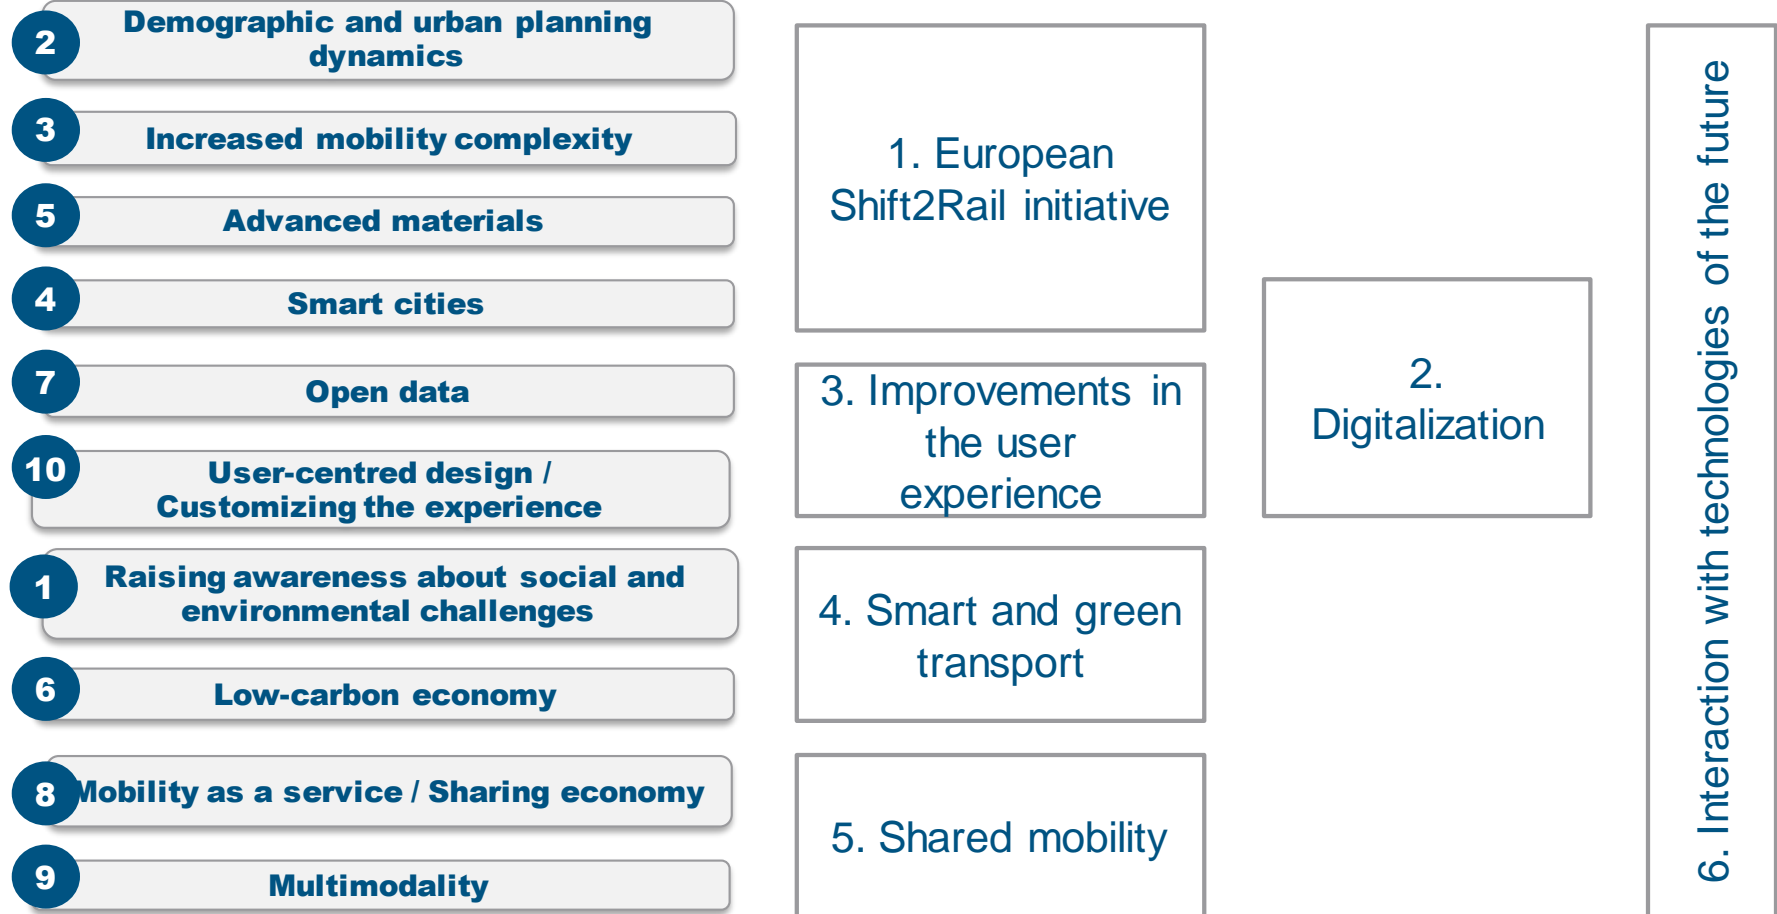 2
Demographic and urban planning
dynamics
3
Increased mobility complexity
5
Advanced materials
4
Smart cities
7
Open data
10
User-centred design /
Customizing the experience
1
Raising awareness about social and
environmental challenges
6
Low-carbon economy
8
Mobility as a service / Sharing economy
9
Multimodality
1. European
Shift2Rail initiative
3. Improvements in
the user
experience
4. Smart and green
transport
5. Shared mobility
2.
Digitalization
6. Interaction with technologies of the future